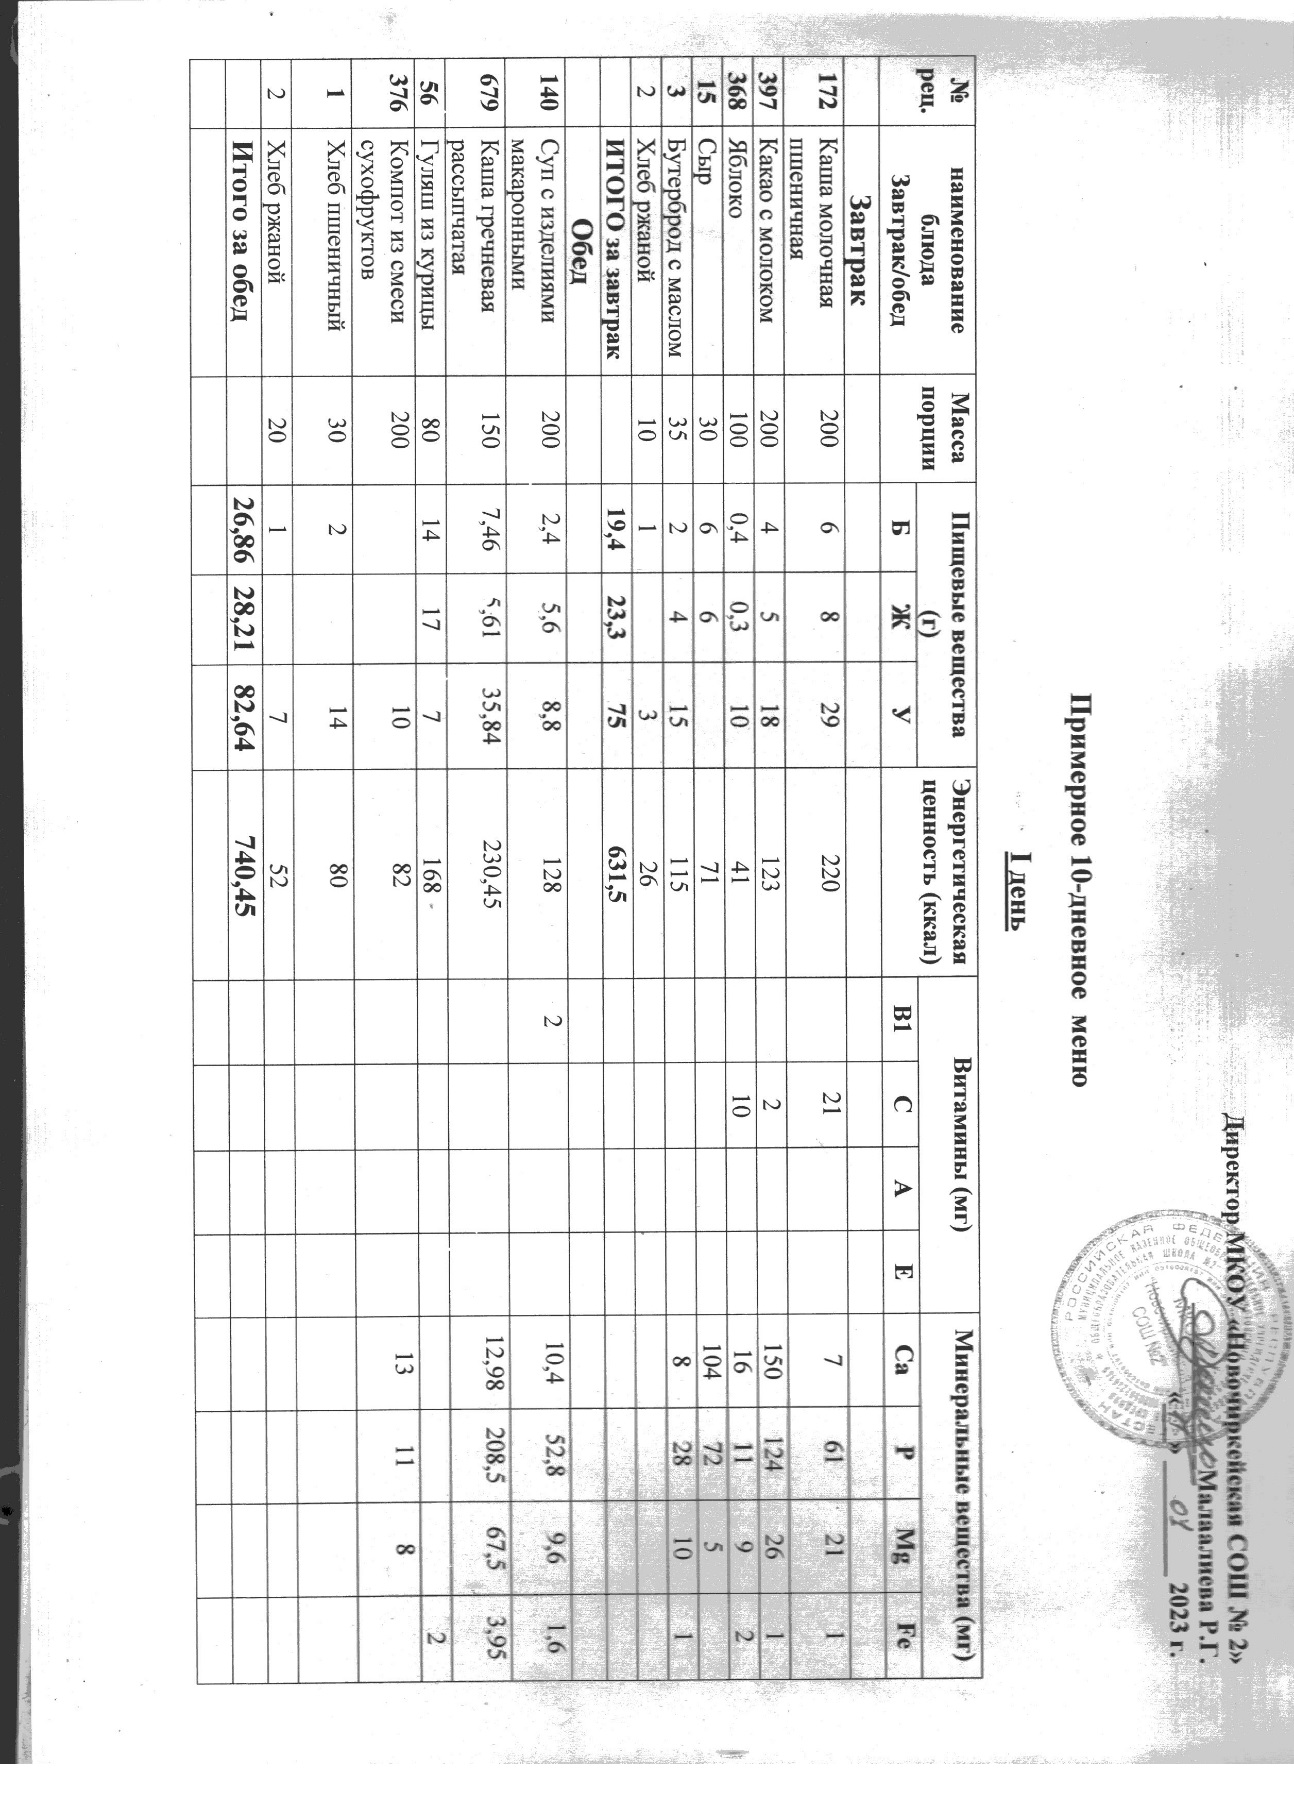 Директор МКОУ «Новочиркейская СОШ № 2»
Малаалиева Р.Г.
« » 2023 г.
Примерное 10-дневное меню
I день
№ рец. наименование блюда Завтрак/обед Масса порции Пищевые вещества (г) Энергетическая ценность (ккал) Витамины (мг) Минеральные вещества (мг)
Б Ж У В1 С А Е Ca P Mg Fe
Завтрак
172 Каша молочная пшеничная 200 6 8 29 220 21 7 61 21 1
397 Какао с молоком 200 4 5 18 123 2 150 124 26 1
368 Яблоко 100 0,4 0,3 10 41 10 16 11 9 2
15 Сыр 30 6 6 71 104 72 5
3 Бутерброд с маслом 35 2 4 15 115 8 28 10 1
2 Хлеб ржаной 10 1 3 26
ИТОГО за завтрак 19,4 23,3 75 631,5
Обед
140 Суп с изделиями макаронными 200 2,4 5,6 8,8 128 2 10,4 52,8 9,6 1,6
679 Каша гречневая рассыпчатая 150 7,46 5,61 35,84 230,45 12,98 208,5 67,5 3,95
56 Гуляш из курицы 80 14 17 7 168 2
376 Компот из смеси сухофруктов 200 10 82 13 11 8
1 Хлеб пшеничный 30 2 14 80
2 Хлеб ржаной 20 1 7 52
Итого за обед 26,86 28,21 82,64 740,45
РОССИЙСКАЯ ФЕДЕРАЦИЯ
СОШ №2